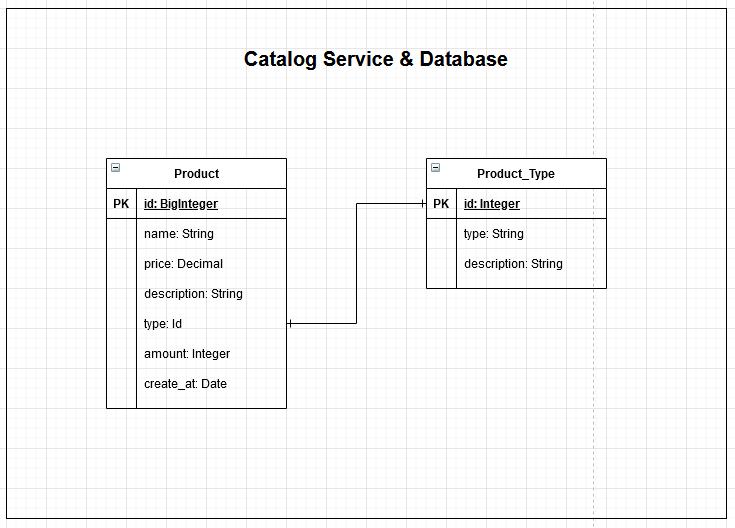 Catalog Service & Database
Product
PK id: BigInteger
name: String
price: Decimal
description: String
type: Id
amount: Integer
create_at: Date
Product_Type
PK id: Integer
type: String
description: String